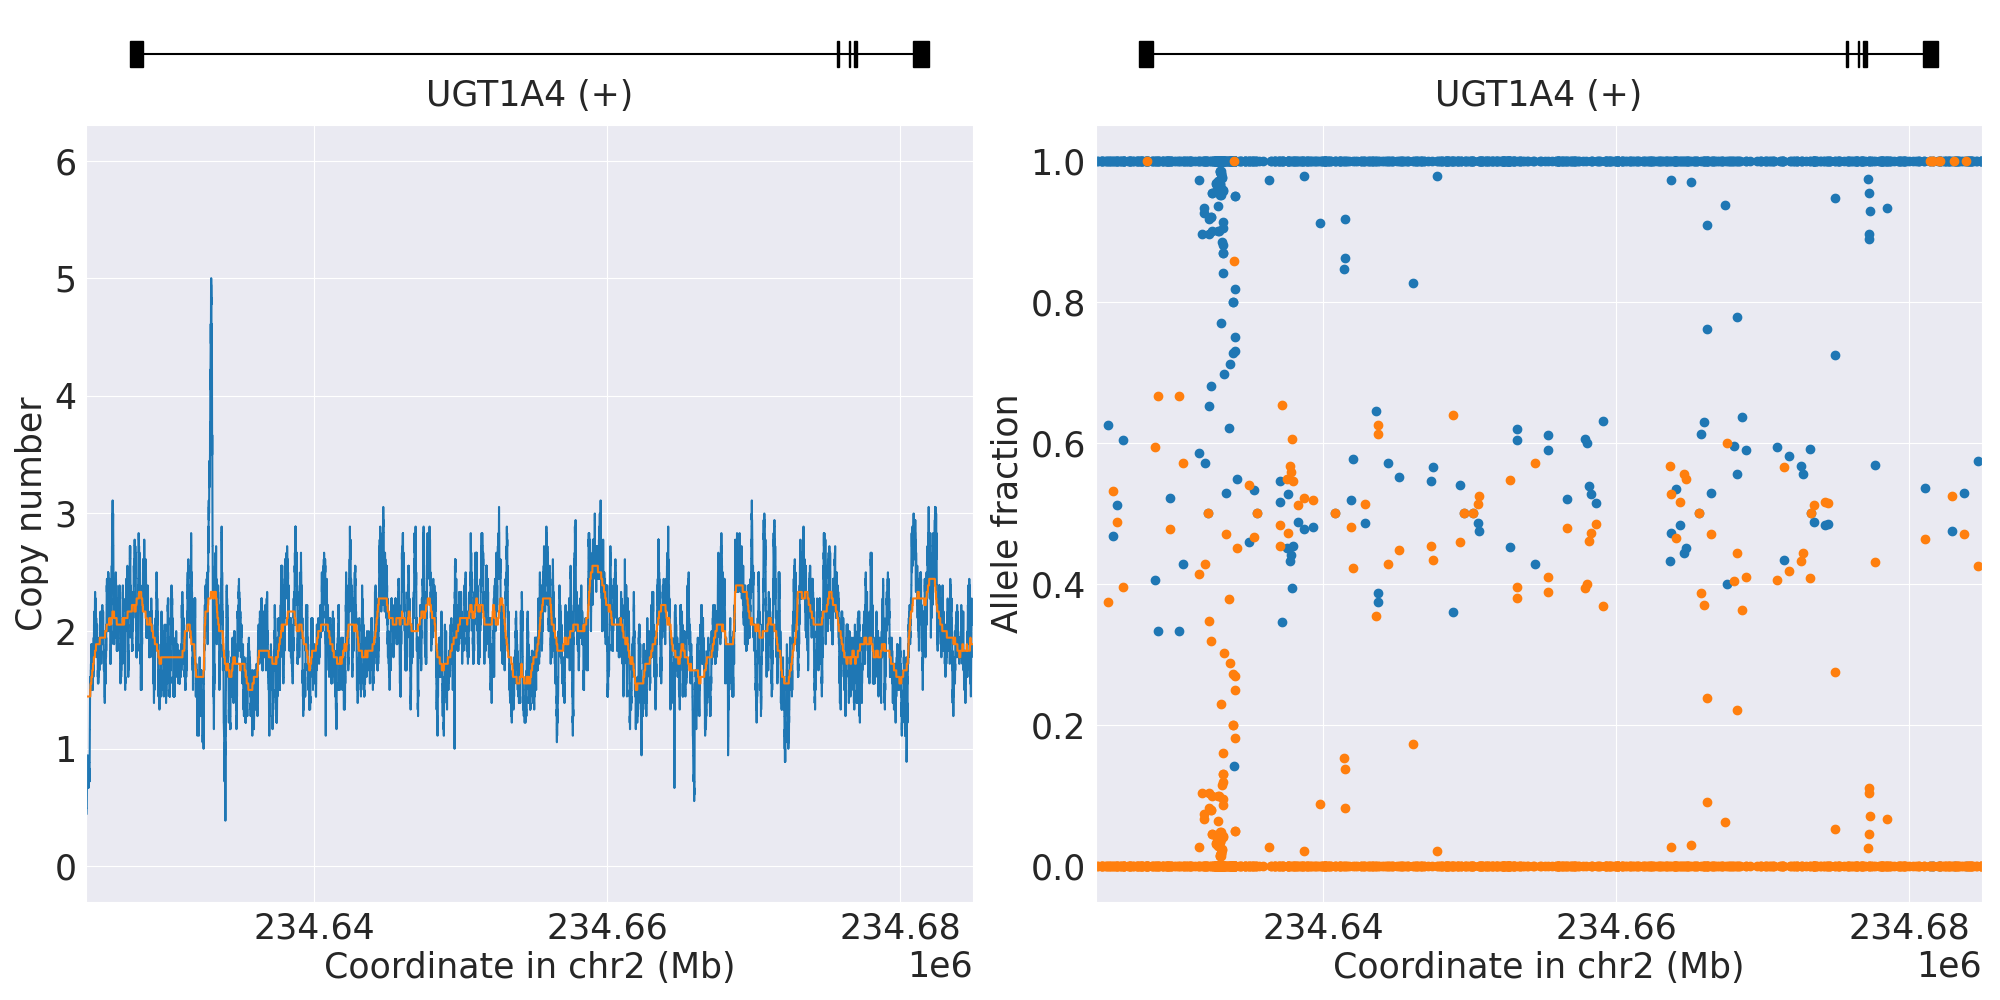 UGT1A4 (+)
6
5
4
3
2
1
0
Copy number
234.64
234.66
234.68
Coordinate in chr2 (Mb)
1e6
UGT1A4 (+)
1.0
0.8
0.6
0.4
0.2
0.0
Allele fraction
234.64
234.66
234.68
Coordinate in chr2 (Mb)
1e6